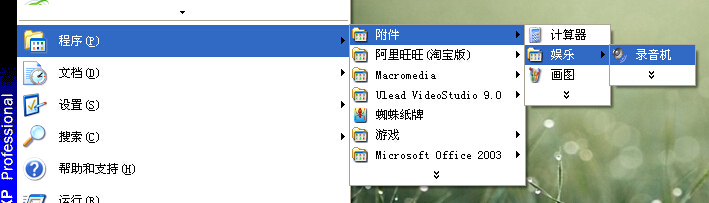 程序(P)
文档(D)
设置(S)
搜索(C)
帮助和支持(H)
运行(R)
XP Professional
附件
阿里旺旺(淘宝版)
Macromedia
Ulead VideoStudio 9.0
蜘蛛纸牌
游戏
Microsoft Office 2003
计算器
娱乐
画图
录音机